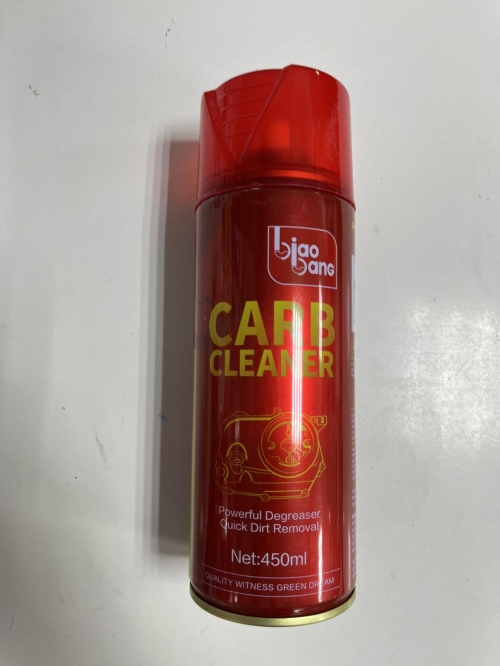 biao
bang
CARB
CLEANER
Powerful Degreaser
Quick Dirt Removal
Net:450ml
QUALITY WITNESS GREEN DREAM